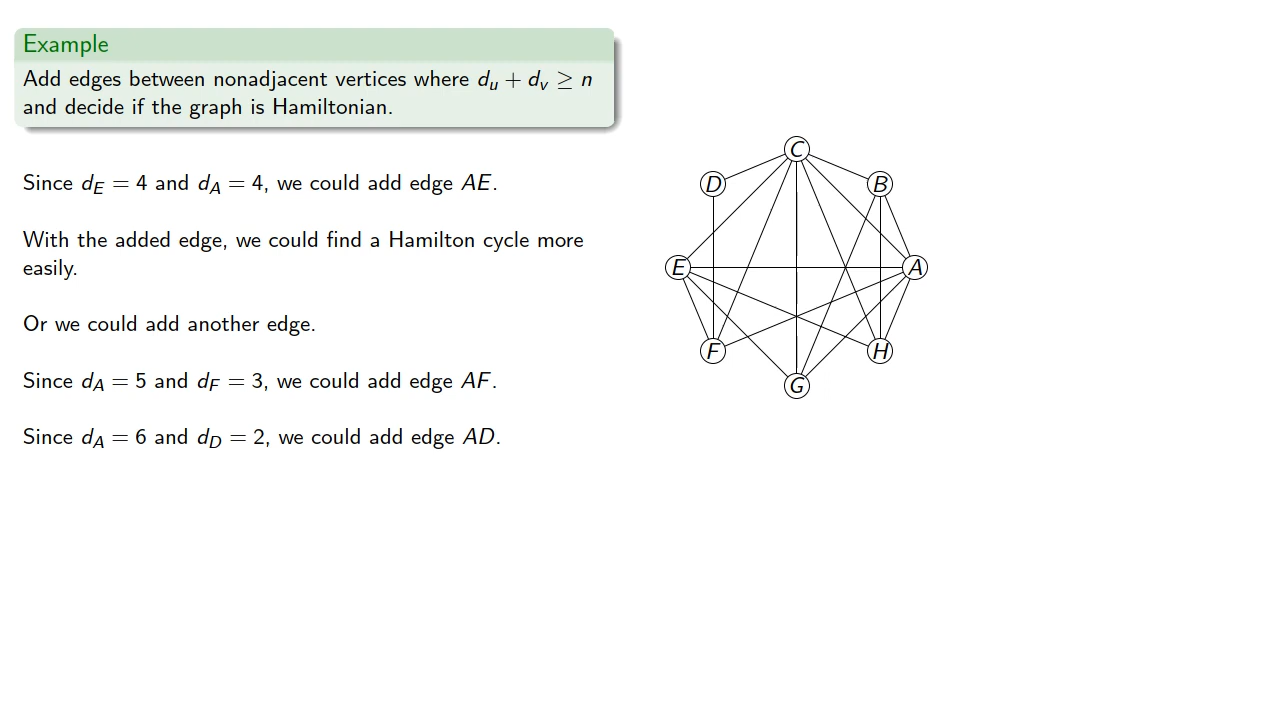 Example
Add edges between nonadjacent vertices where d_u + d_v ≥ n
and decide if the graph is Hamiltonian.
Since d_E = 4 and d_A = 4, we could add edge AE.
With the added edge, we could find a Hamilton cycle more
easily.
Or we could add another edge.
Since d_A = 5 and d_F = 3, we could add edge AF.
Since d_A = 6 and d_D = 2, we could add edge AD.
C
D B
E A
F H
G